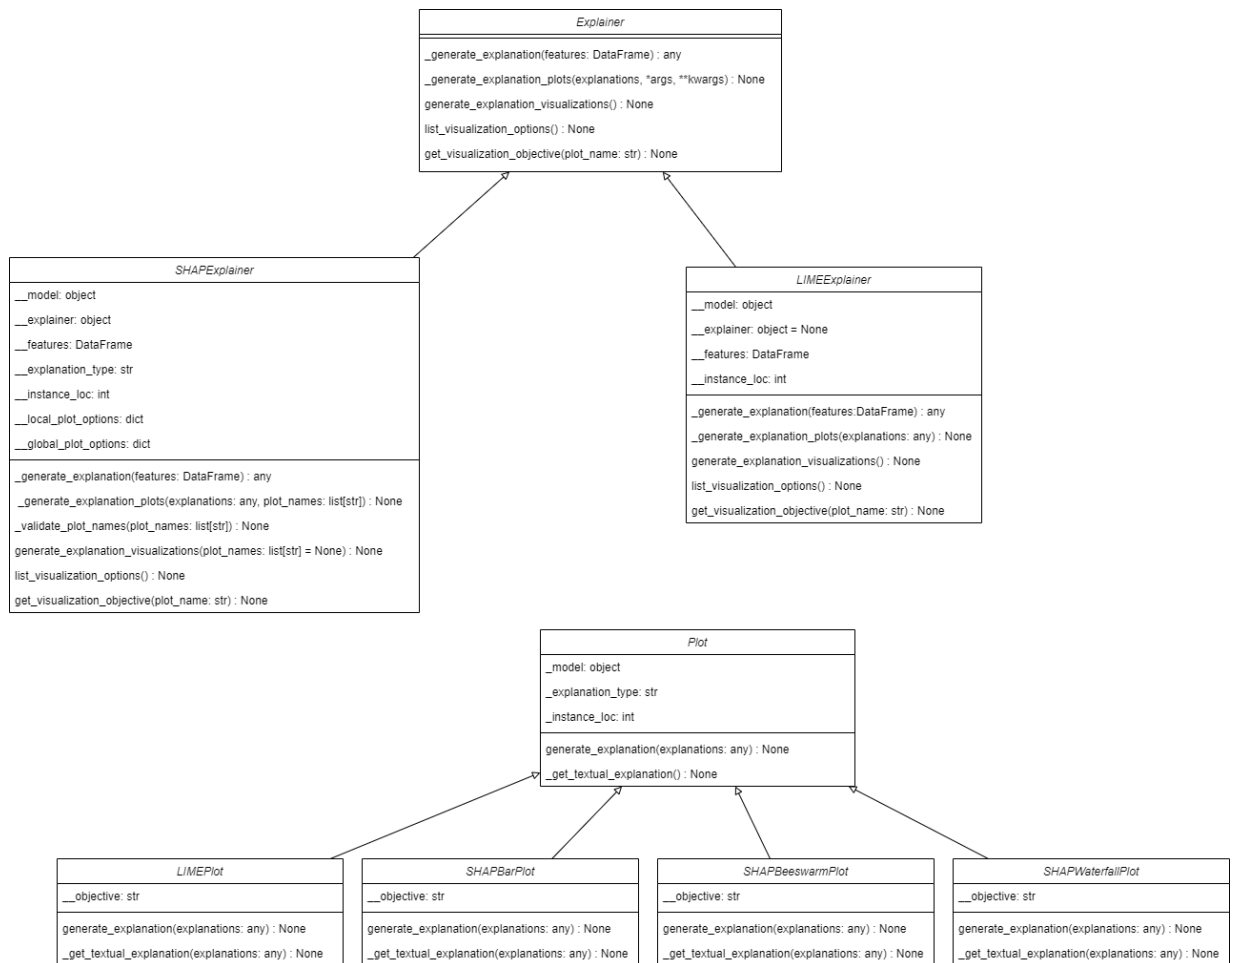 Explainer
_generate_explanation(features: DataFrame) : any
_generate_explanation_plots(explanations, *args, **kwargs) : None
generate_explanation_visualizations() : None
list_visualization_options() : None
get_visualization_objective(plot_name: str) : None
SHAPExplainer
__model: object
__explainer: object
__features: DataFrame
__explanation_type: str
__instance_loc: int
__local_plot_options: dict
__global_plot_options: dict
_generate_explanation(features: DataFrame) : any
_generate_explanation_plots(explanations: any, plot_names: list[str]) : None
_validate_plot_names(plot_names: list[str]) : None
generate_explanation_visualizations(plot_names: list[str] = None) : None
list_visualization_options() : None
get_visualization_objective(plot_name: str) : None
LIMEExplainer
__model: object
__explainer: object = None
__features: DataFrame
__instance_loc: int
_generate_explanation(features:DataFrame) : any
_generate_explanation_plots(explanations: any) : None
generate_explanation_visualizations() : None
list_visualization_options() : None
get_visualization_objective(plot_name: str) : None
Plot
_model: object
_explanation_type: str
_instance_loc: int
generate_explanation(explanations: any) : None
_get_textual_explanation() : None
LIMEPlot
__objective: str
generate_explanation(explanations: any) : None
_get_textual_explanation(explanations: any) : None
SHAPBarPlot
__objective: str
generate_explanation(explanations: any) : None
_get_textual_explanation(explanations: any) : None
SHAPBeeswarmPlot
__objective: str
generate_explanation(explanations: any) : None
_get_textual_explanation(explanations: any) : None
SHAPWaterfallPlot
__objective: str
generate_explanation(explanations: any) : None
_get_textual_explanation(explanations: any) : None